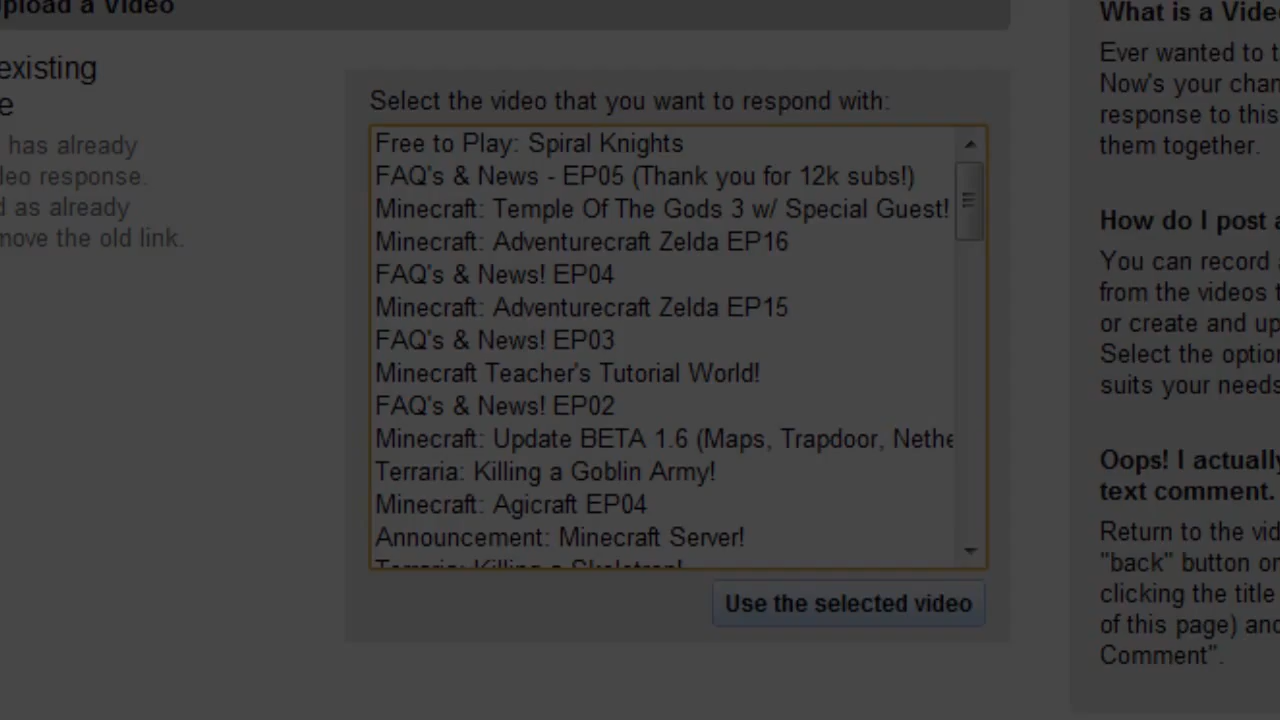 Upload a Video
existing
e
has already
leo response.
d as already
move the old link.
Select the video that you want to respond with:
Free to Play: Spiral Knights
FAQ's & News - EP05 (Thank you for 12k subs!)
Minecraft: Temple Of The Gods 3 w/ Special Guest!
Minecraft: Adventurecraft Zelda EP16
FAQ's & News! EP04
Minecraft: Adventurecraft Zelda EP15
FAQ's & News! EP03
Minecraft Teacher's Tutorial World!
FAQ's & News! EP02
Minecraft: Update BETA 1.6 (Maps, Trapdoor, Nethe
Terraria: Killing a Goblin Army!
Minecraft: Agicraft EP04
Announcement: Minecraft Server!
Terraria: Killing a Skeletron!
Use the selected video
What is a Vide
Ever wanted to t
Now's your chan
response to this
them together.
How do I post a
You can record a
from the videos t
or create and up
Select the optio
suits your needs
Oops! I actually
text comment.
Return to the vid
"back" button or
clicking the title
of this page) and
Comment".